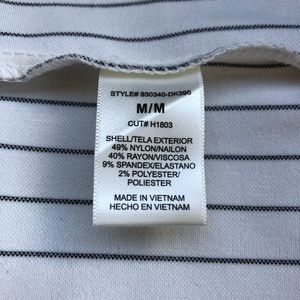 STYLE# 930340-DK396
M/M
CUT# H1803
SHELL/TELA EXTERIOR
49% NYLON/NAILON
40% RAYON/VISCOSA
9% SPANDEX/ELASTANO
2% POLYESTER/
POLIESTER
MADE IN VIETNAM
HECHO EN VIETNAM